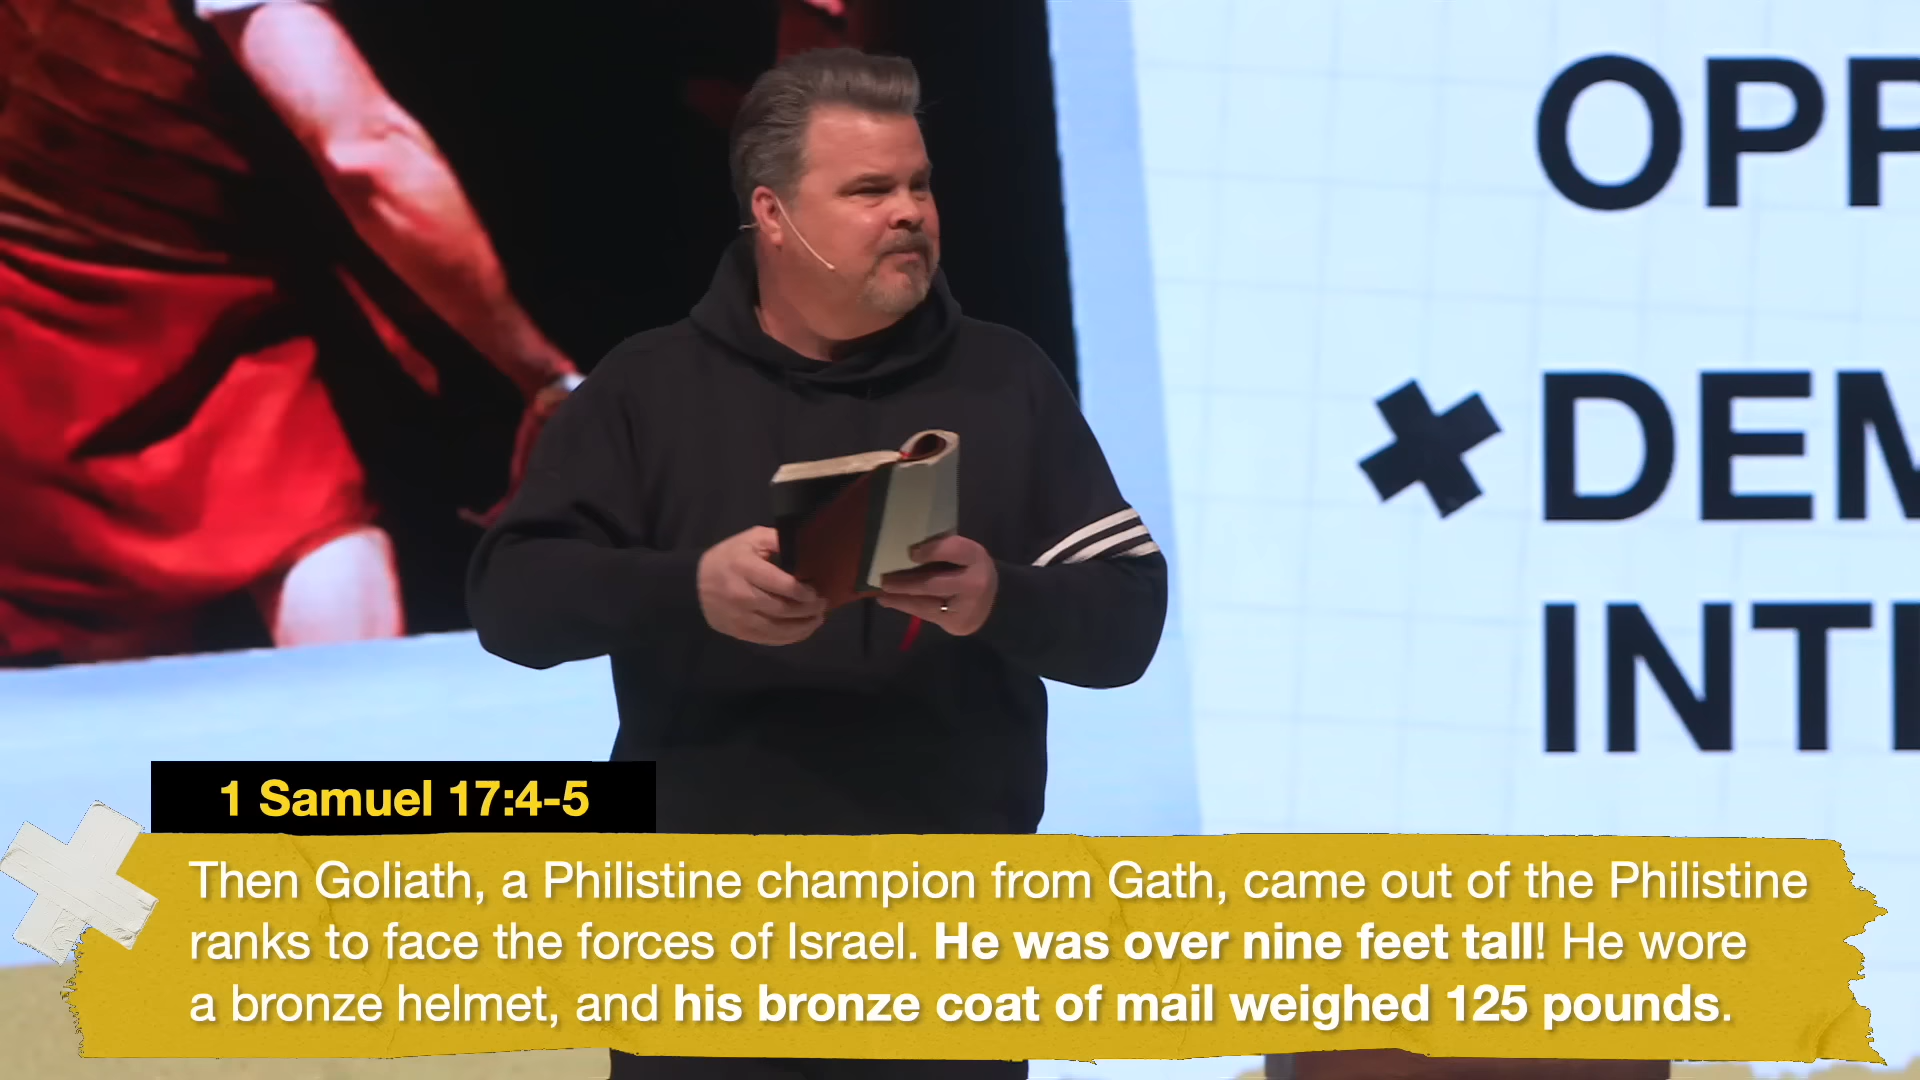 OPP
DEM
INTI
1 Samuel 17:4-5
Then Goliath, a Philistine champion from Gath, came out of the Philistine
ranks to face the forces of Israel. He was over nine feet tall! He wore
a bronze helmet, and his bronze coat of mail weighed 125 pounds.